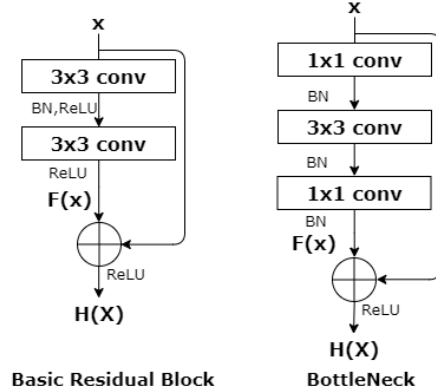 x
3x3 conv
BN,ReLU
3x3 conv
ReLU
F(x)
ReLU
H(X)
Basic Residual Block
x
1x1 conv
BN
3x3 conv
BN
1x1 conv
BN
F(x)
ReLU
H(X)
BottleNeck